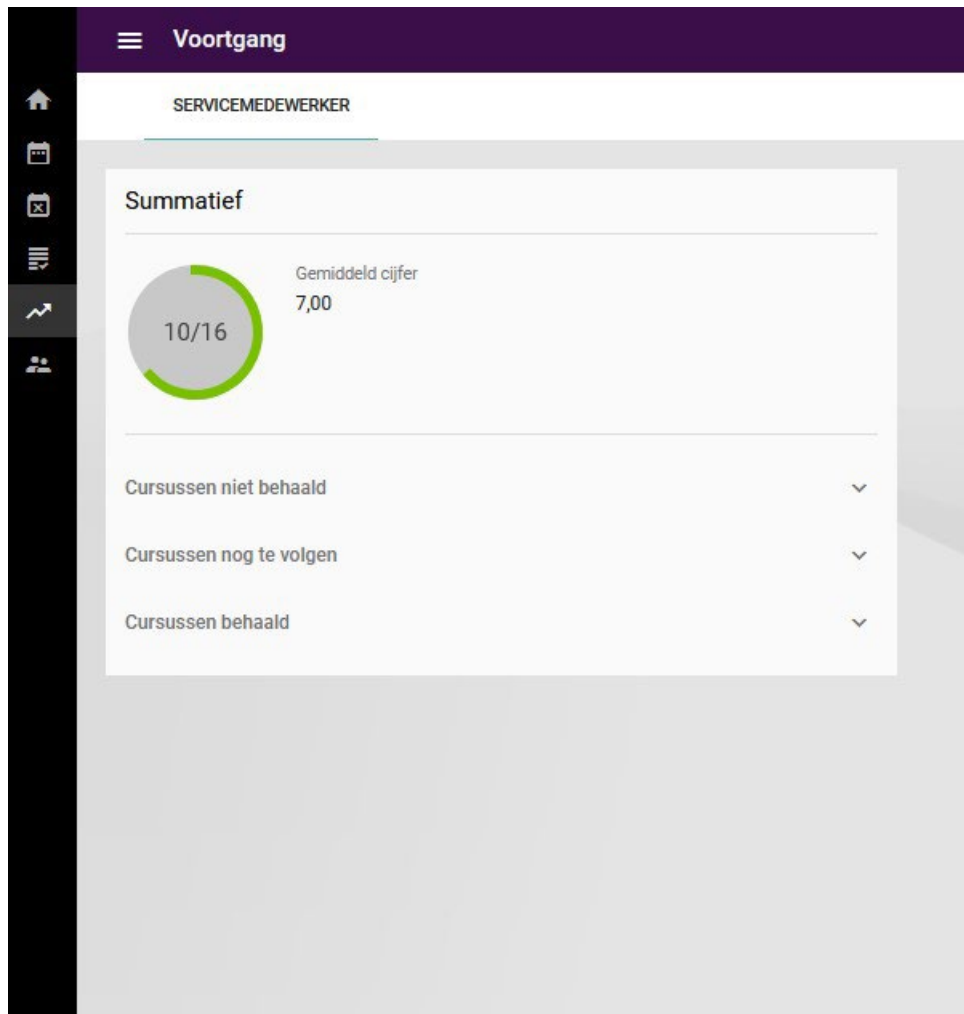 Voortgang
SERVICEMEDEWERKER
Summatief
Gemiddeld cijfer
7,00
10/16
Cursussen niet behaald
Cursussen nog te volgen
Cursussen behaald